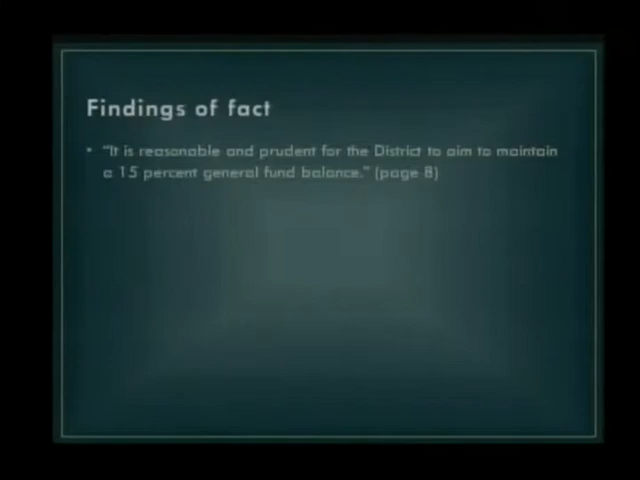 Findings of fact
• "It is reasonable and prudent for the District to aim to maintain
a 15 percent general fund balance." (page 8)